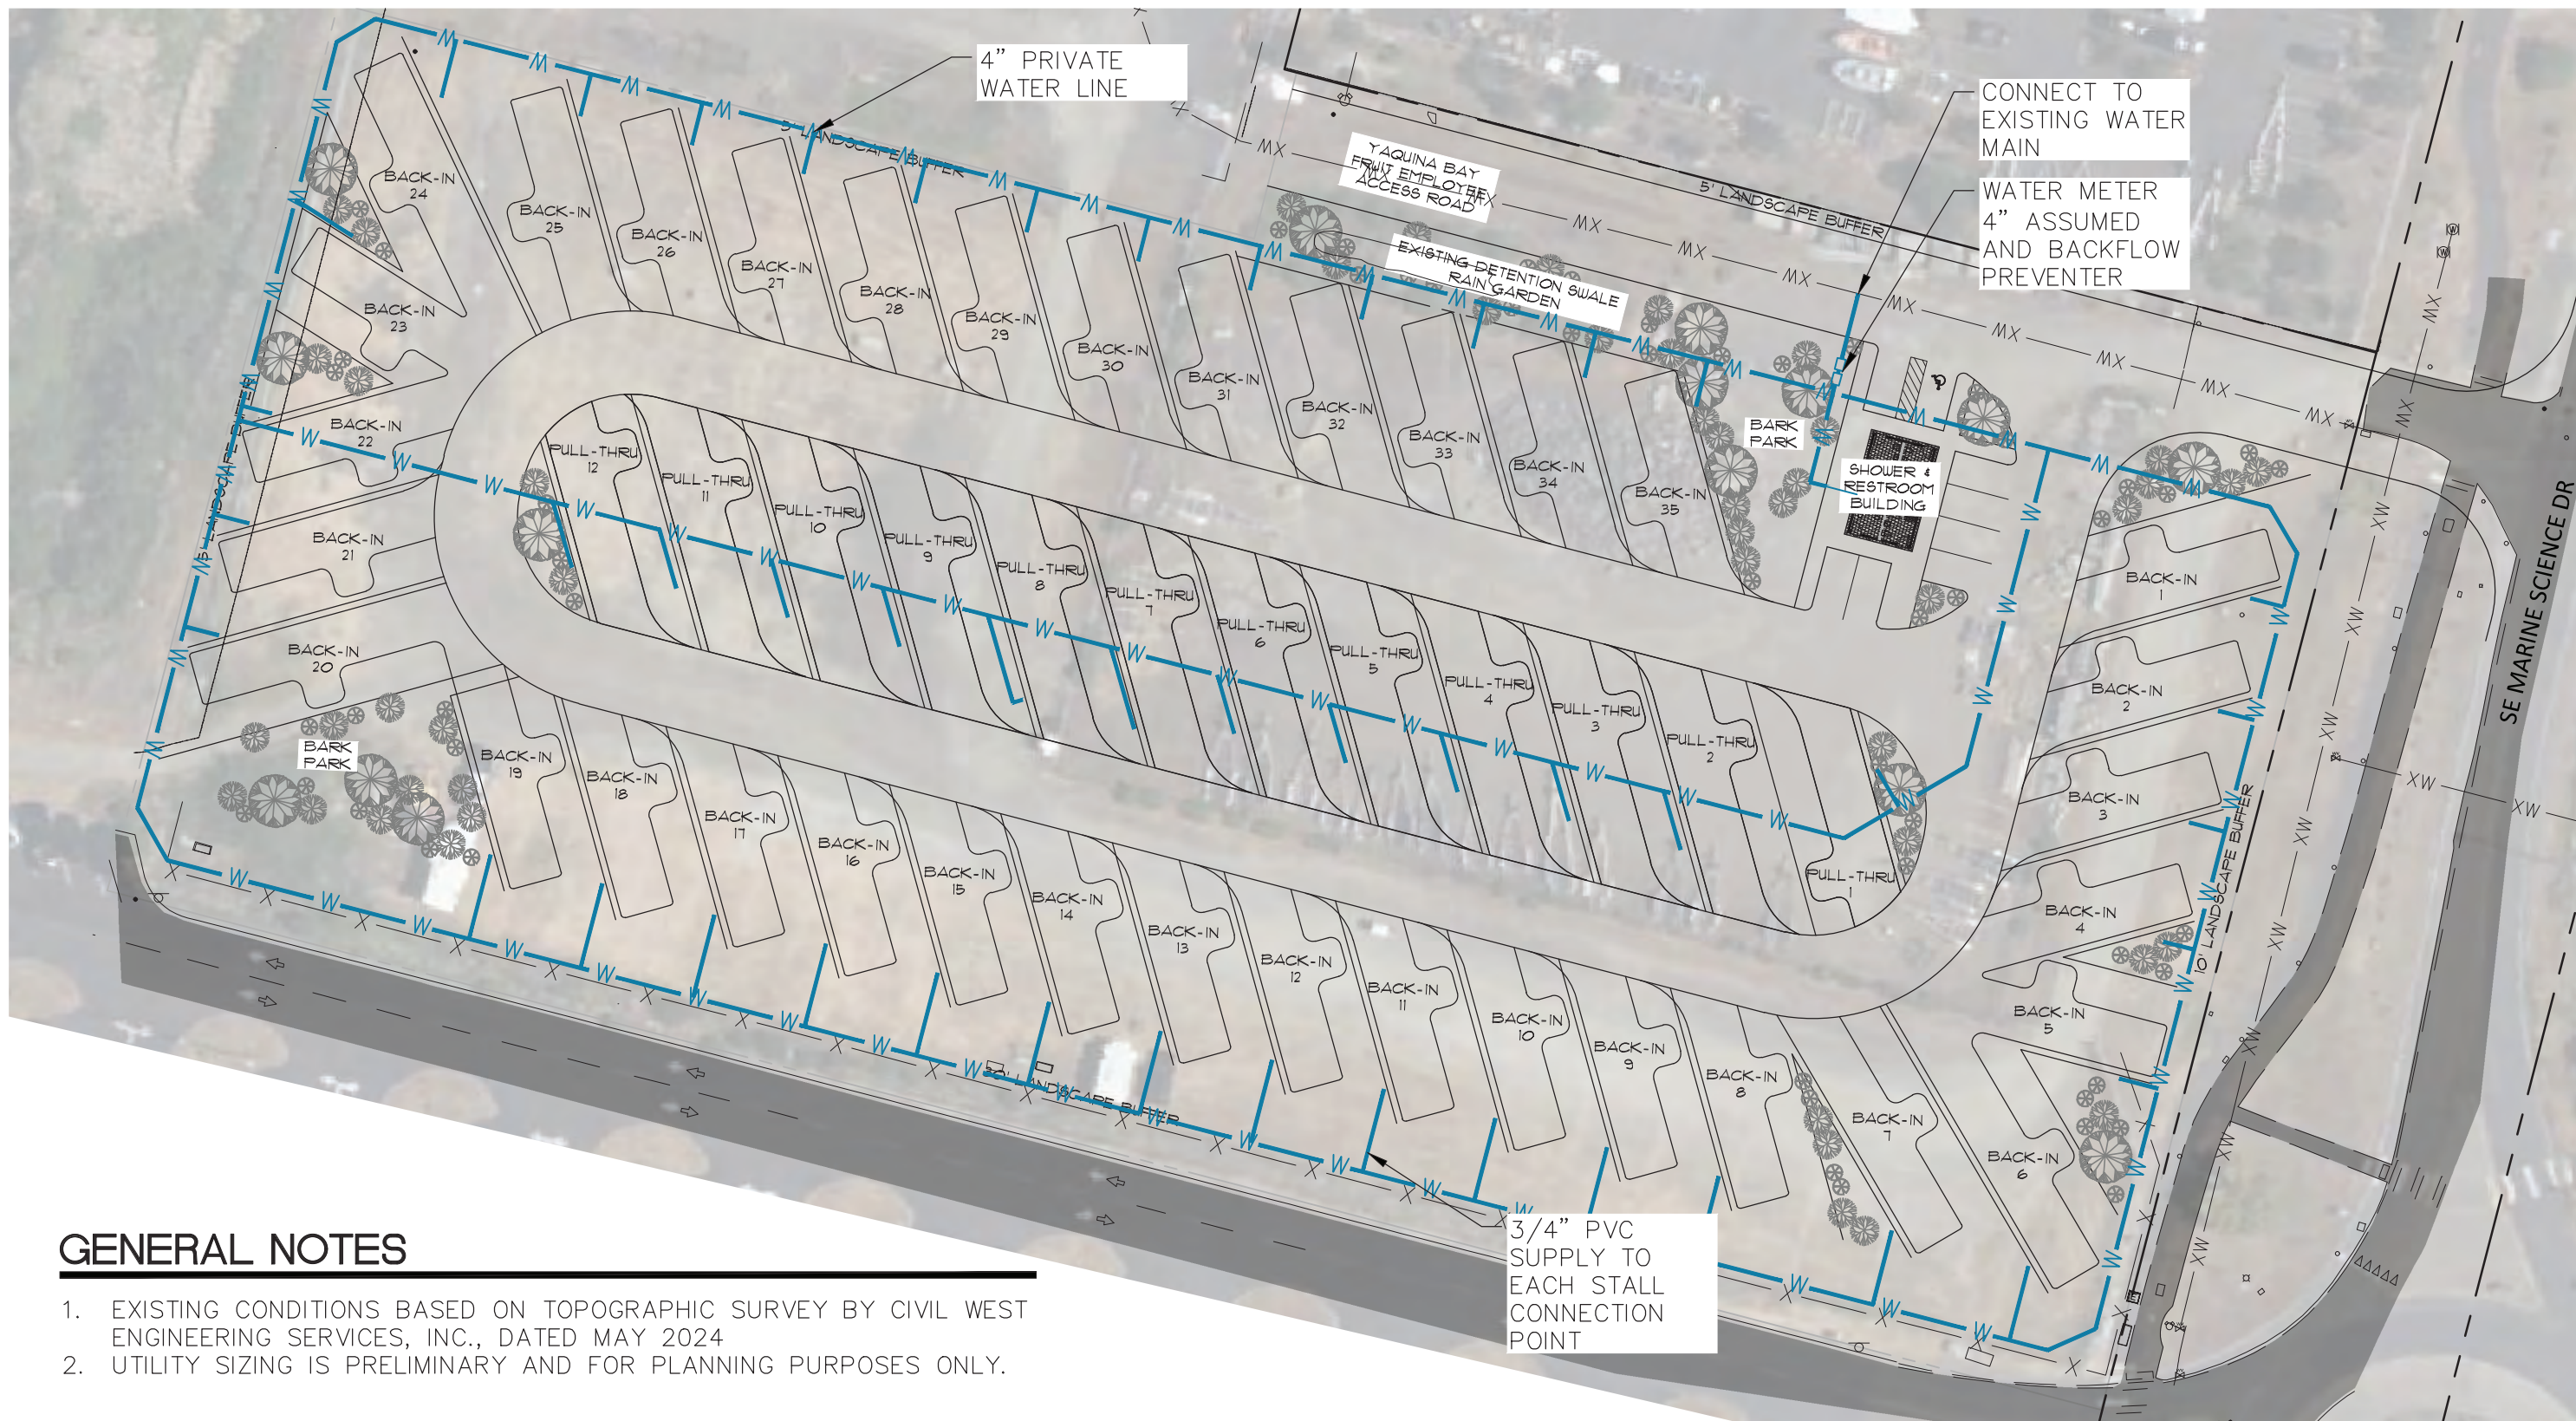 4" PRIVATE
WATER LINE
CONNECT TO
EXISTING WATER
MAIN
WATER METER
4" ASSUMED
AND BACKFLOW
PREVENTER
YAQUINA BAY
FRUIT EMPLOYEE
ACCESS ROAD
5' LANDSCAPE BUFFER
5' LANDSCAPE BUFFER
EXISTING DETENTION SWALE
RAIN GARDEN
BACK-IN
24
BACK-IN
25
BACK-IN
26
BACK-IN
27
BACK-IN
28
BACK-IN
29
BACK-IN
30
BACK-IN
31
BACK-IN
32
BACK-IN
33
BACK-IN
34
BACK-IN
35
BARK
PARK
SHOWER &
RESTROOM
BUILDING
BACK-IN
23
BACK-IN
22
BACK-IN
21
BACK-IN
20
5' LANDSCAPE BUFFER
PULL-THRU
12
PULL-THRU
11
PULL-THRU
10
PULL-THRU
9
PULL-THRU
8
PULL-THRU
7
PULL-THRU
6
PULL-THRU
5
PULL-THRU
4
PULL-THRU
3
PULL-THRU
2
PULL-THRU
1
BACK-IN
1
BACK-IN
2
BACK-IN
3
BACK-IN
4
BACK-IN
5
BACK-IN
6
BACK-IN
7
BACK-IN
8
BACK-IN
9
BACK-IN
10
BACK-IN
11
BACK-IN
12
BACK-IN
13
BACK-IN
14
BACK-IN
15
BACK-IN
16
BACK-IN
17
BACK-IN
18
BACK-IN
19
BARK
PARK
10' LANDSCAPE BUFFER
SE MARINE SCIENCE DR
LANDSCAPE BUFFER
3/4" PVC
SUPPLY TO
EACH STALL
CONNECTION
POINT
GENERAL NOTES
1. EXISTING CONDITIONS BASED ON TOPOGRAPHIC SURVEY BY CIVIL WEST
ENGINEERING SERVICES, INC., DATED MAY 2024
2. UTILITY SIZING IS PRELIMINARY AND FOR PLANNING PURPOSES ONLY.